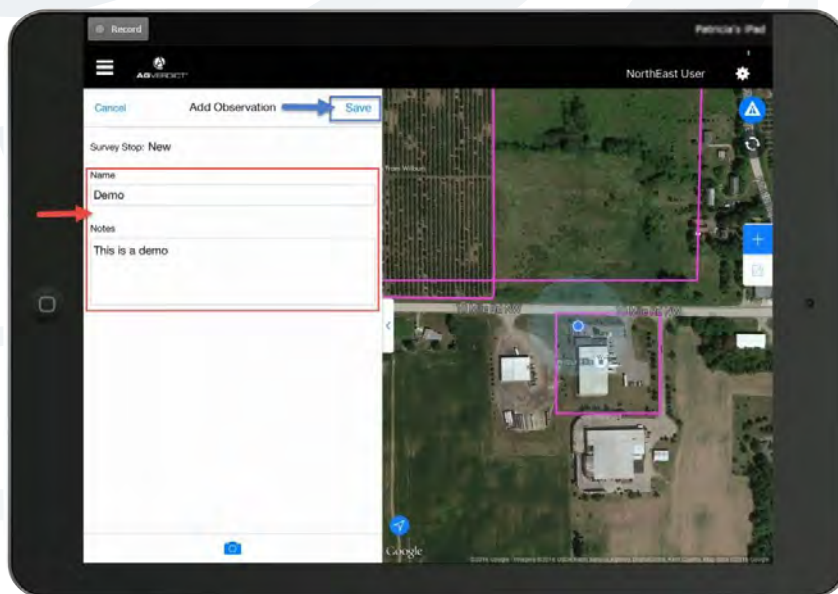 Record
Patricia's iPad
AGVERDICT
NorthEast User
Cancel
Add Observation
Save
Survey Stop: New
Name
Demo
Notes
This is a demo
Google